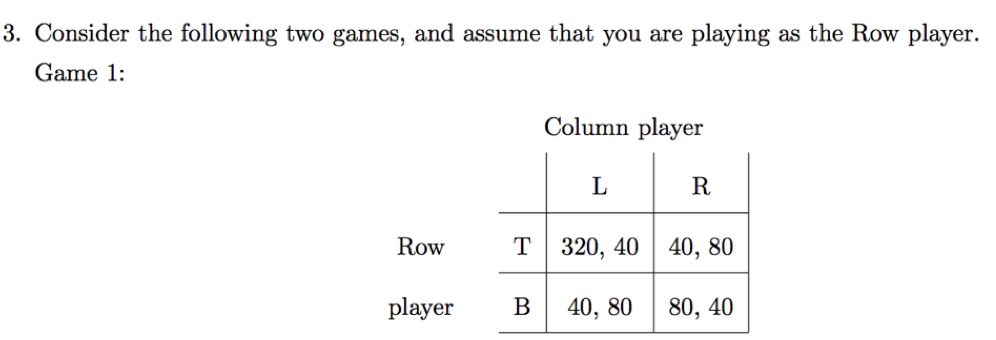 3. Consider the following two games, and assume that you are playing as the Row player.
Game 1:
Column player
L R
Row T 320, 40 40, 80
player B 40, 80 80, 40